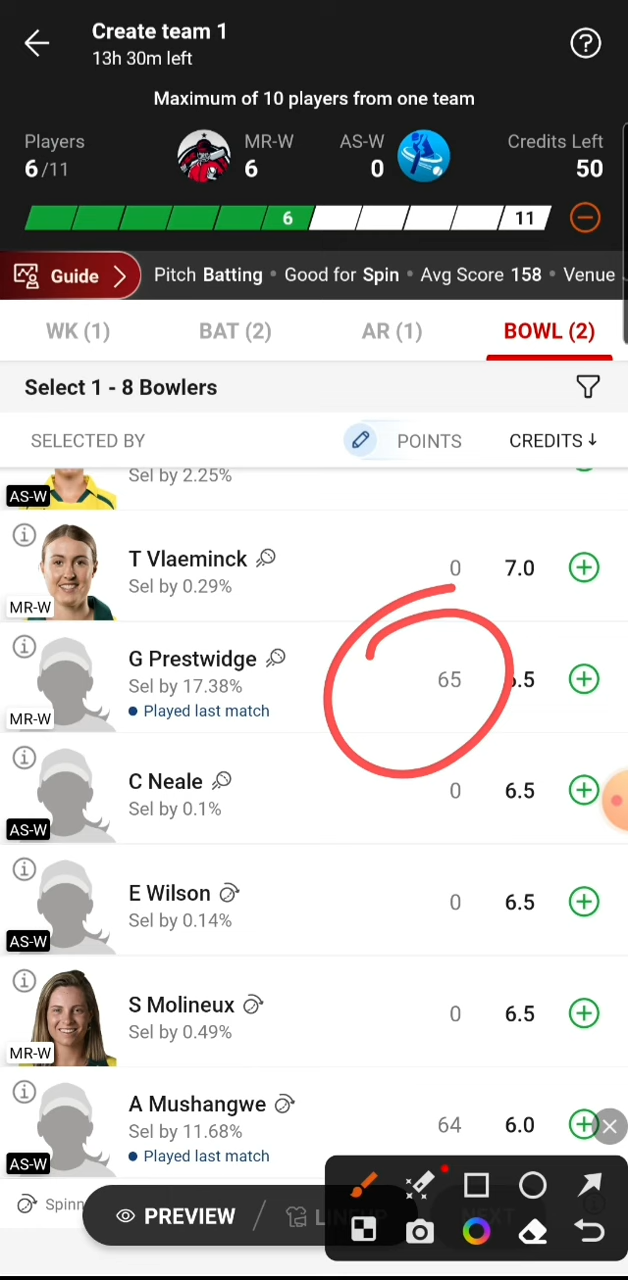 Create team 1
13h 30m left
Maximum of 10 players from one team
Players MR-W AS-W Credits Left
6/11 6 0 50
6 11
Guide Pitch Batting • Good for Spin • Avg Score 158 • Venue
WK (1) BAT (2) AR (1) BOWL (2)
Select 1 - 8 Bowlers
SELECTED BY POINTS CREDITS ↓
Sel by 2.25%
AS-W
T Vlaeminck 0 7.0
Sel by 0.29%
MR-W
G Prestwidge 65 .5
Sel by 17.38%
Played last match
MR-W
C Neale 0 6.5
Sel by 0.1%
AS-W
E Wilson 0 6.5
Sel by 0.14%
AS-W
S Molineux 0 6.5
Sel by 0.49%
MR-W
A Mushangwe 64 6.0
Sel by 11.68%
Played last match
AS-W
Spinn PREVIEW / LINEUP NEXT